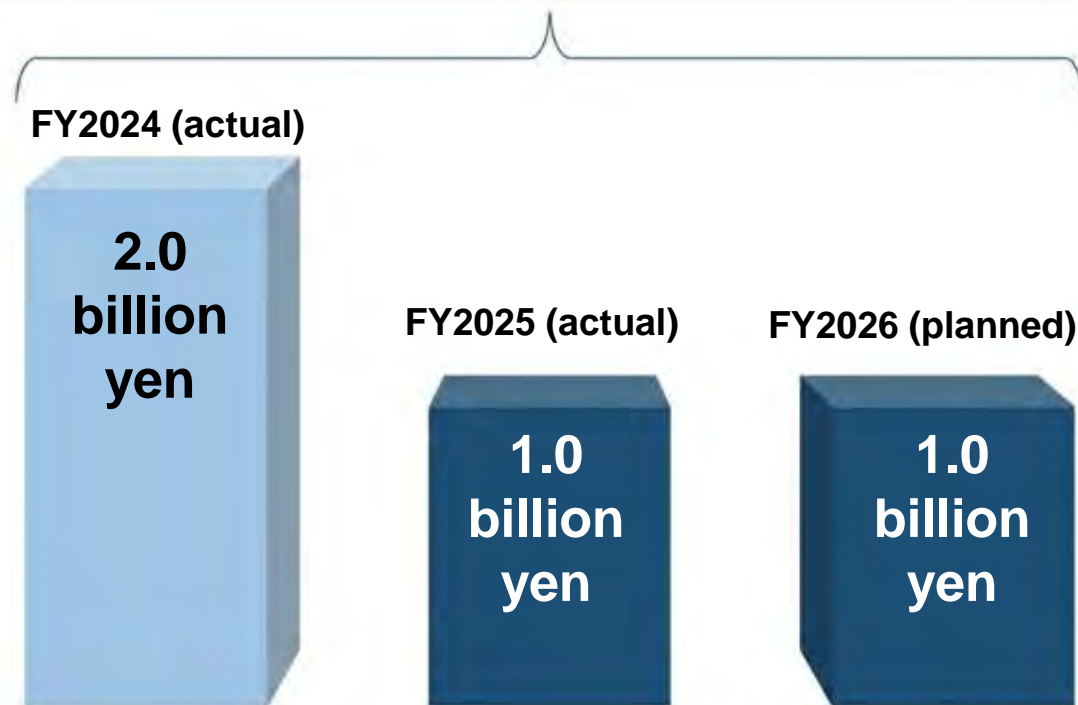 FY2024 (actual)
2.0
billion
yen
FY2025 (actual)
1.0
billion
yen
FY2026 (planned)
1.0
billion
yen